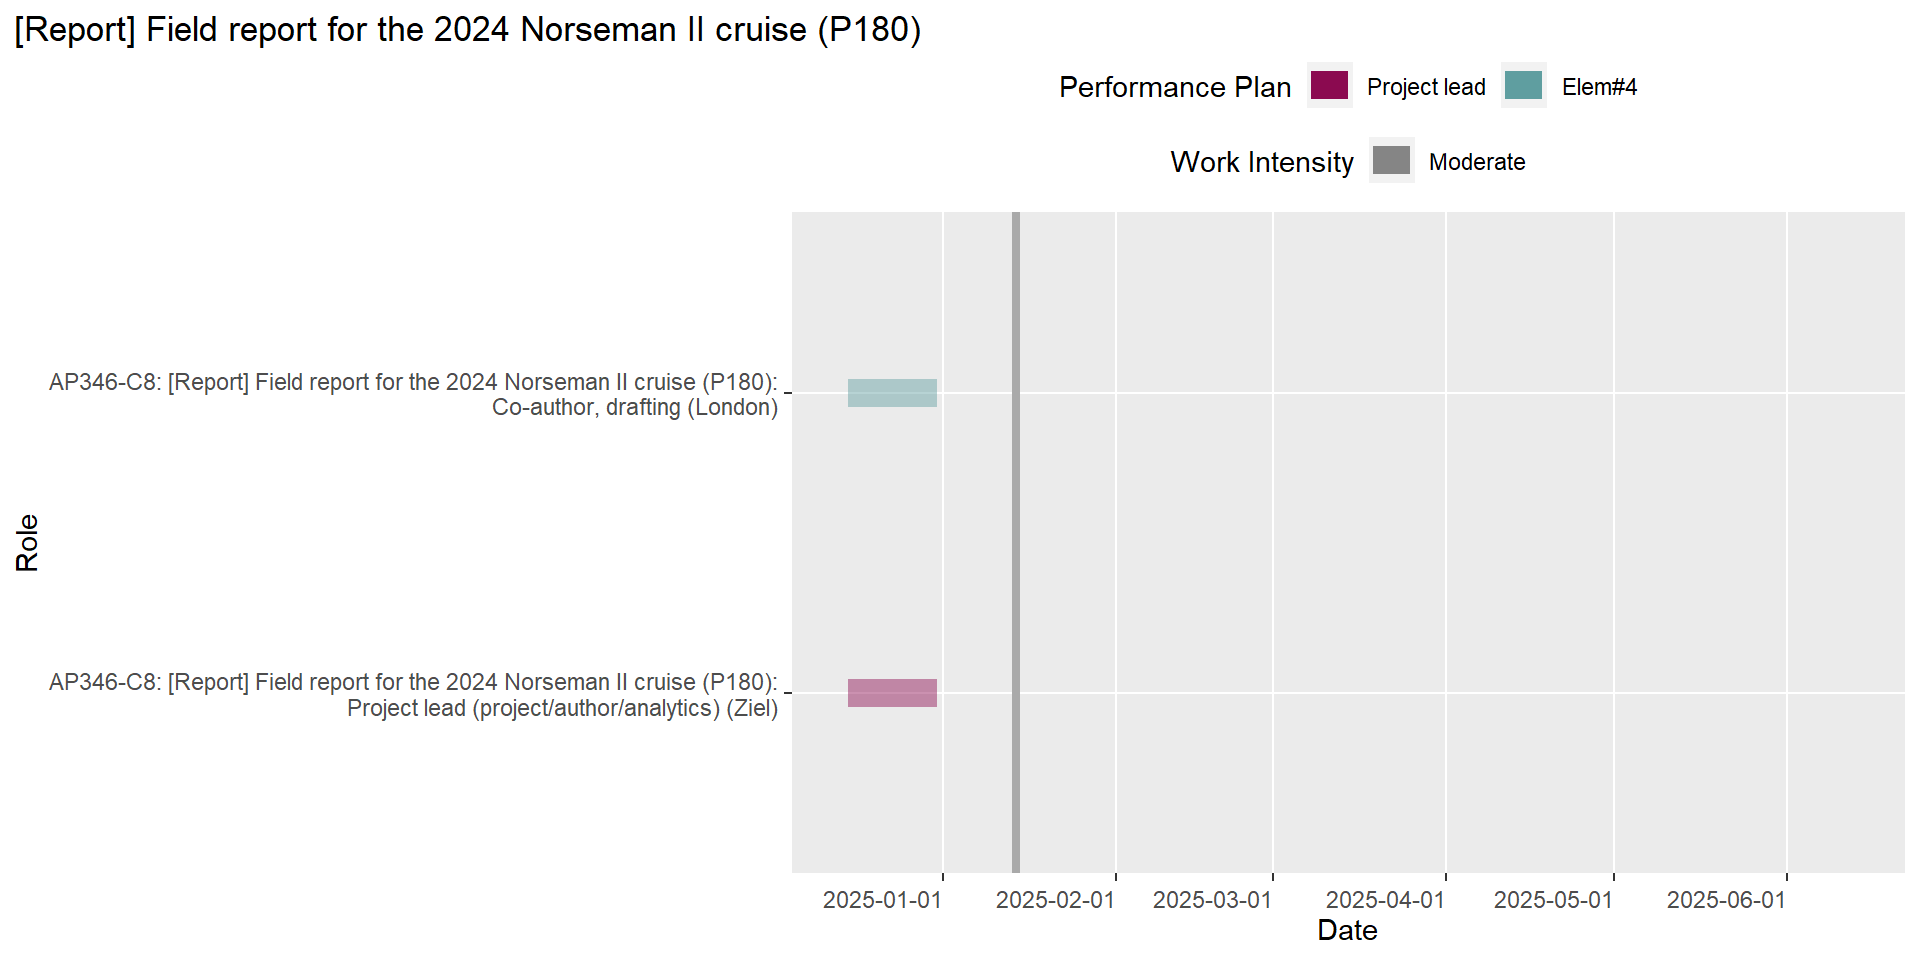 [Report] Field report for the 2024 Norseman II cruise (P180)
Performance Plan Project lead Elem#4
Work Intensity Moderate
AP346-C8: [Report] Field report for the 2024 Norseman II cruise (P180):
Co-author, drafting (London)
Role
AP346-C8: [Report] Field report for the 2024 Norseman II cruise (P180):
Project lead (project/author/analytics) (Ziel)
2025-01-01 2025-02-01 2025-03-01 2025-04-01 2025-05-01 2025-06-01
Date